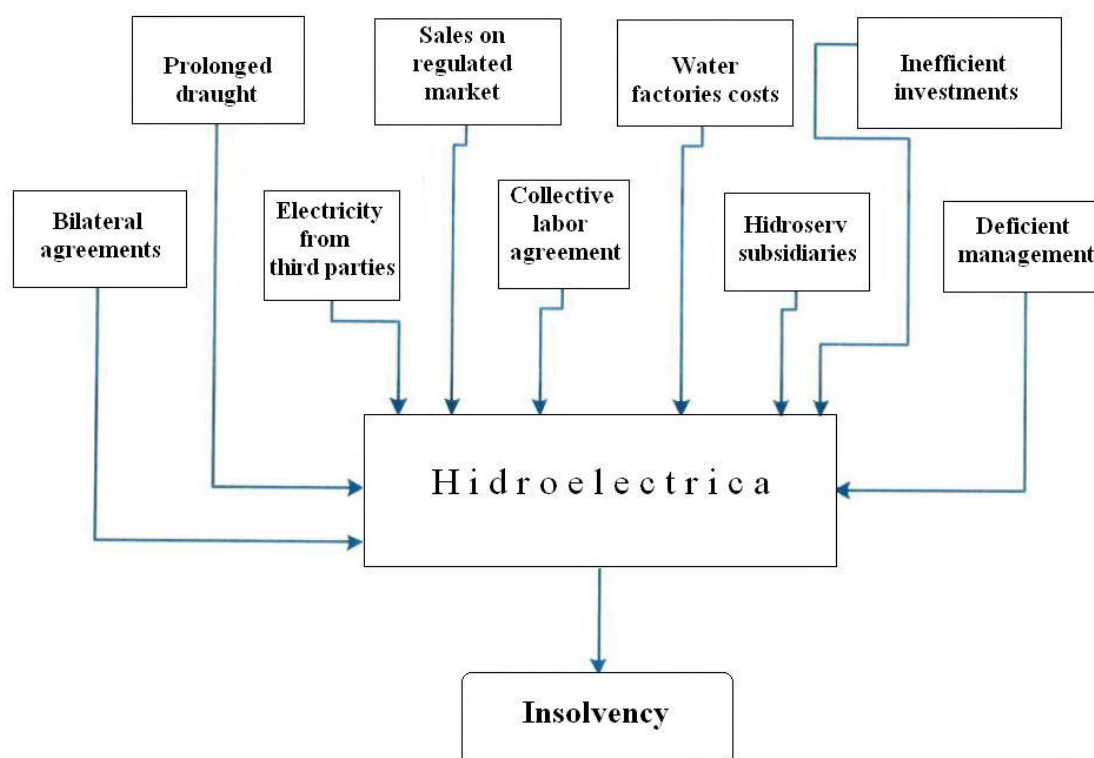 Prolonged
draught
Sales on
regulated
market
Water
factories costs
Inefficient
investments
Bilateral
agreements
Electricity
from
third parties
Collective
labor
agreement
Hidroserv
subsidiaries
Deficient
management
Hidroelectrica
Insolvency